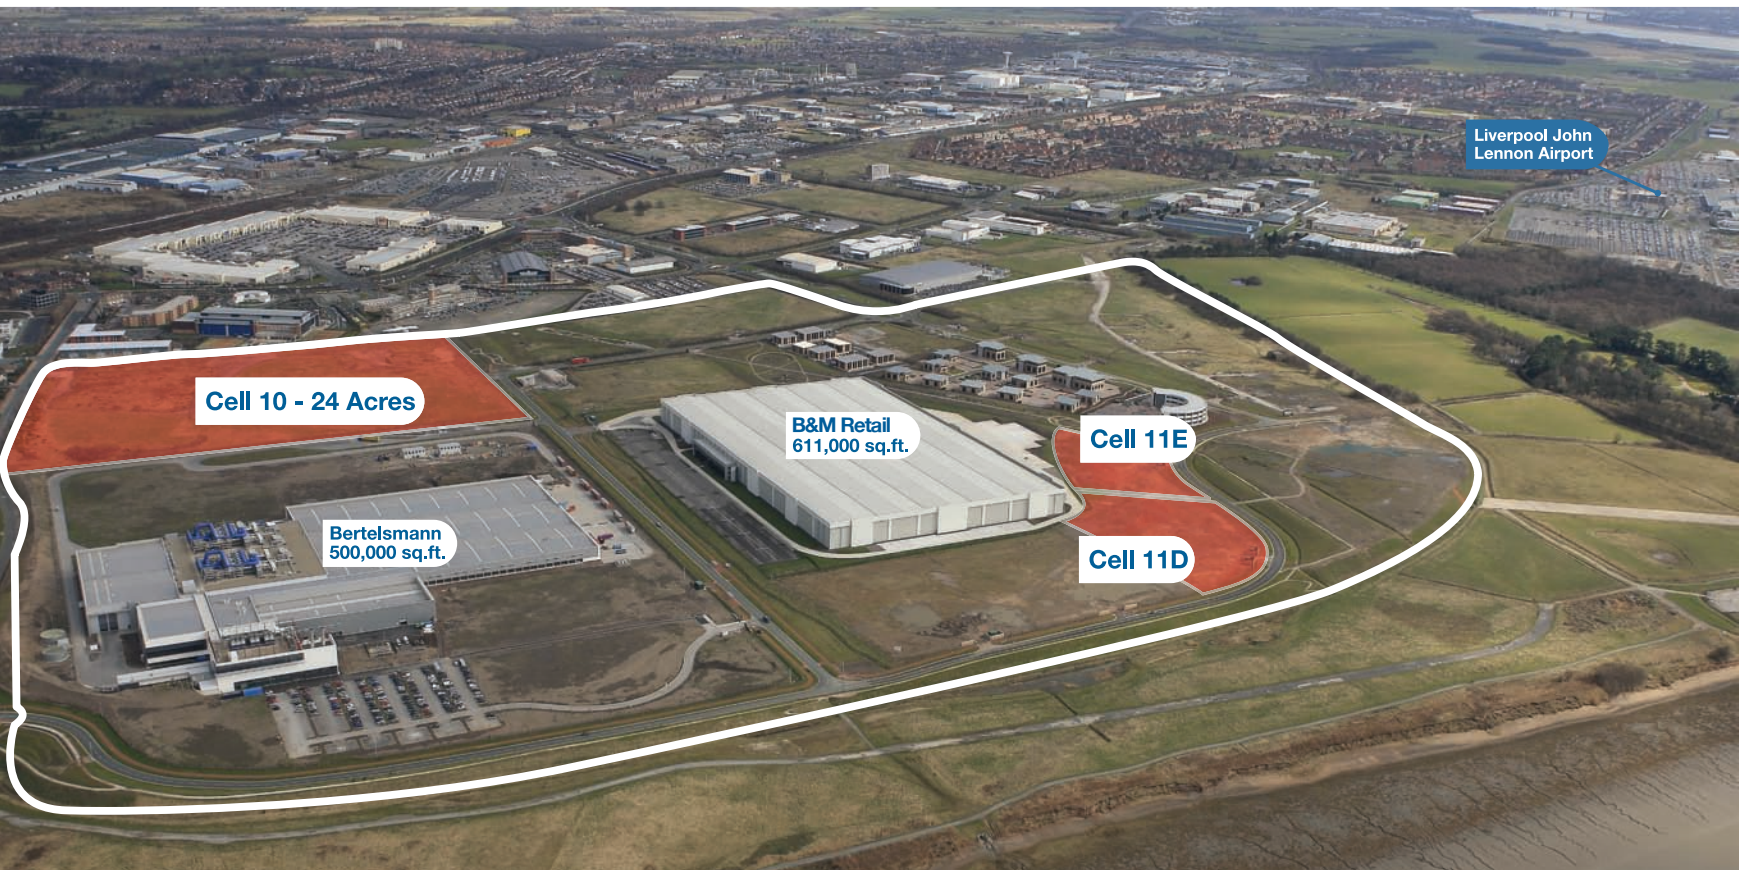 Liverpool John
Lennon Airport
Cell 10 - 24 Acres
B&M Retail
611,000 sq.ft.
Cell 11E
Bertelsmann
500,000 sq.ft.
Cell 11D